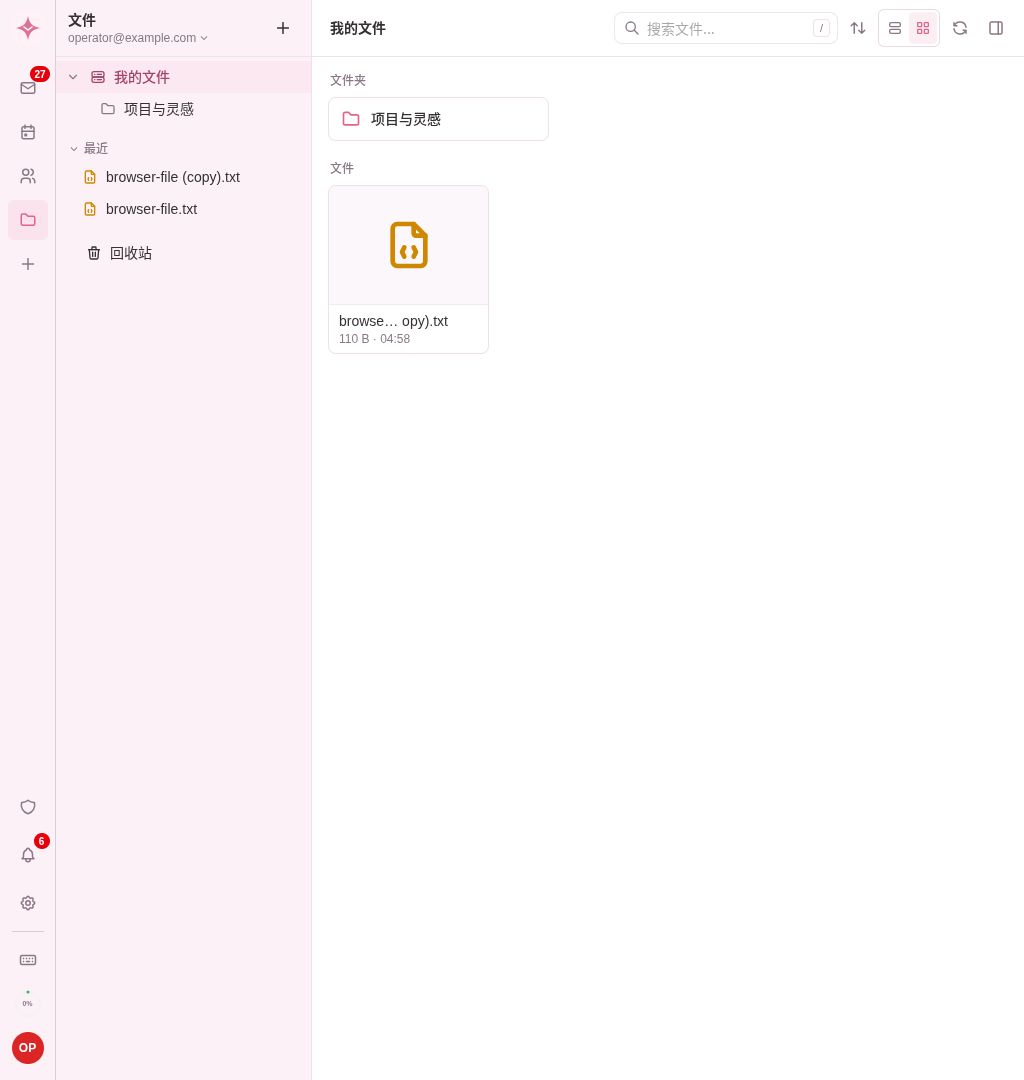 文件
operator@example.com
27
我的文件
项目与灵感
最近
browser-file (copy).txt
browser-file.txt
回收站
6
0%
OP
我的文件
搜索文件...
/
文件夹
项目与灵感
文件
browse… opy).txt
110 B · 04:58